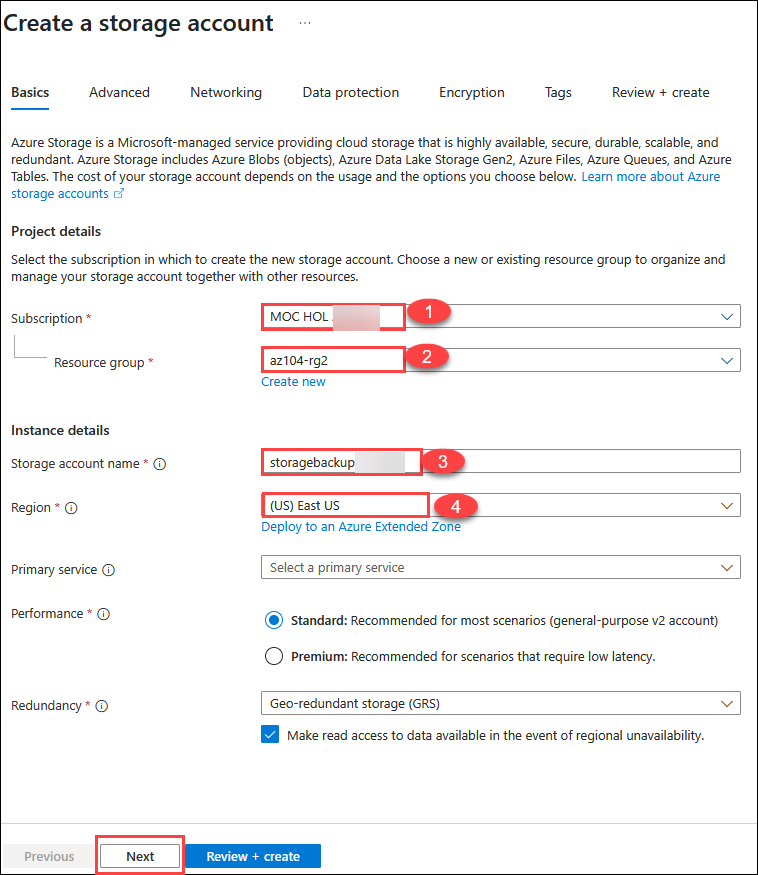 Create a storage account ...
Basics Advanced Networking Data protection Encryption Tags Review + create
Azure Storage is a Microsoft-managed service providing cloud storage that is highly available, secure, durable, scalable, and
redundant. Azure Storage includes Azure Blobs (objects), Azure Data Lake Storage Gen2, Azure Files, Azure Queues, and Azure
Tables. The cost of your storage account depends on the usage and the options you choose below. Learn more about Azure
storage accounts
Project details
Select the subscription in which to create the new storage account. Choose a new or existing resource group to organize and
manage your storage account together with other resources.
Subscription * MOC HOL 1
Resource group * az104-rg2 2
Create new
Instance details
Storage account name * storagebackup 3
Region * (US) East US 4
Deploy to an Azure Extended Zone
Primary service Select a primary service
Performance * Standard: Recommended for most scenarios (general-purpose v2 account)
Premium: Recommended for scenarios that require low latency.
Redundancy * Geo-redundant storage (GRS)
Make read access to data available in the event of regional unavailability.
Previous Next Review + create